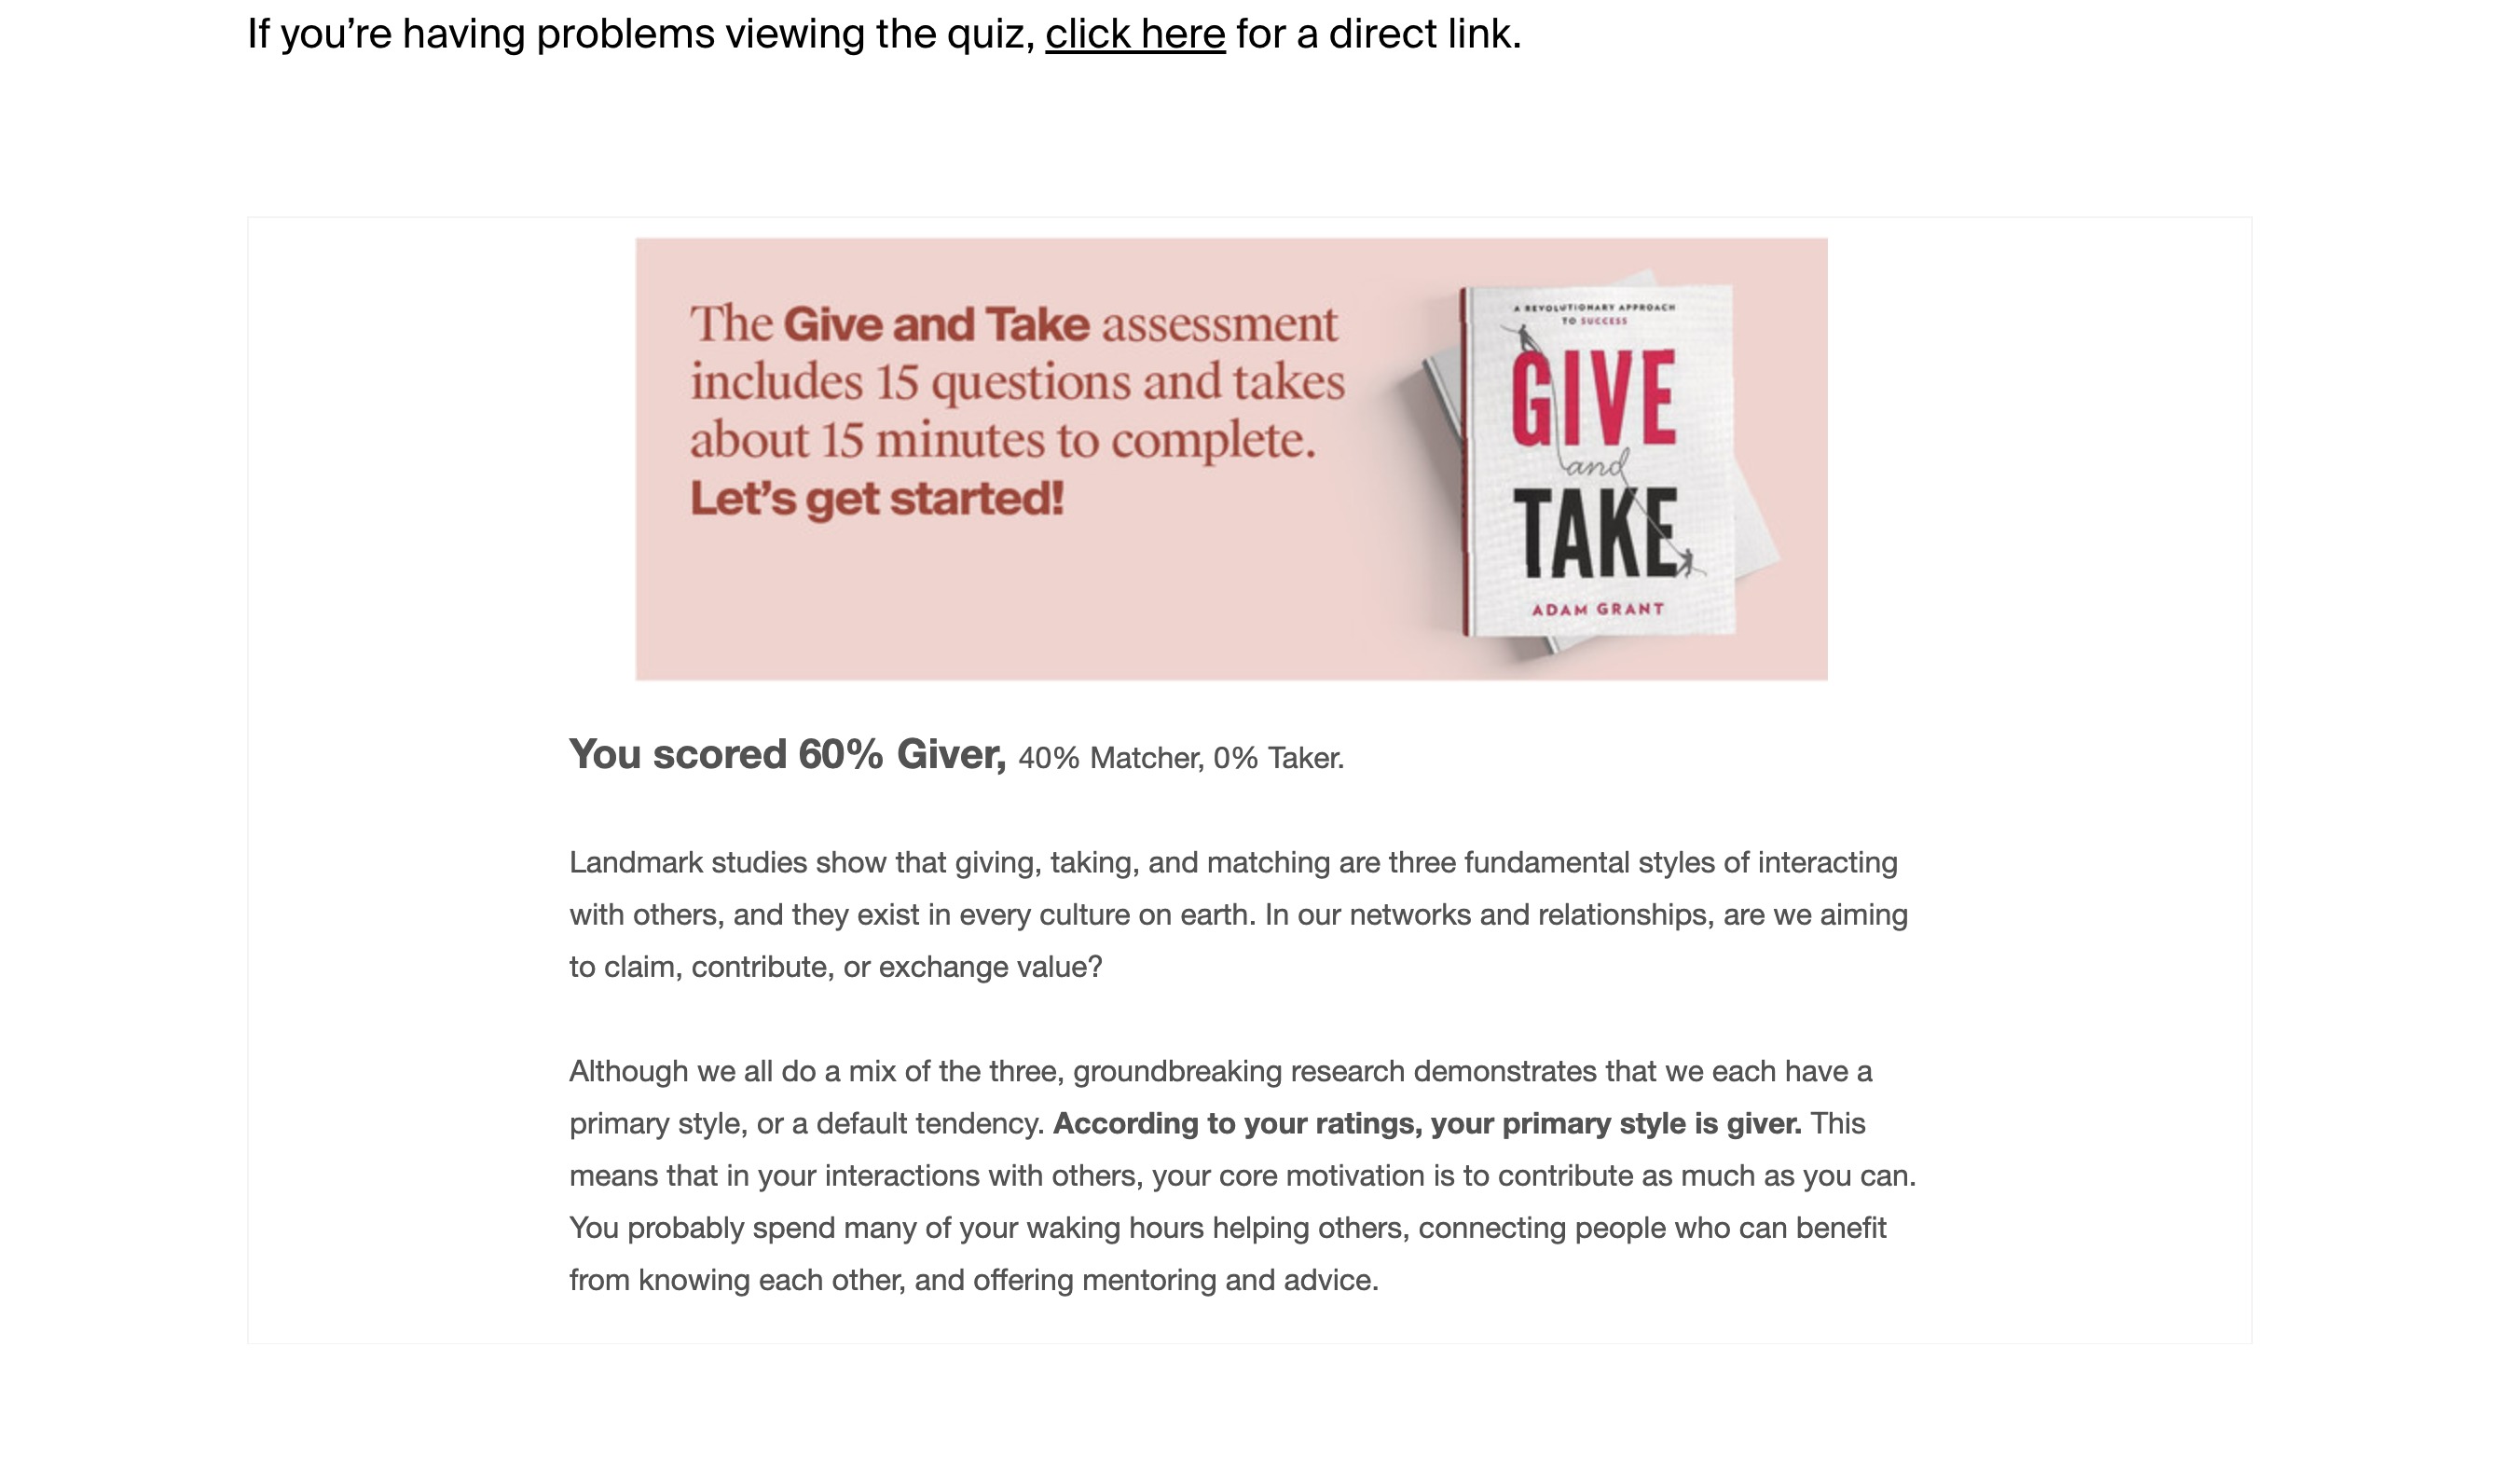 If you’re having problems viewing the quiz, click here for a direct link.
The Give and Take assessment
includes 15 questions and takes
about 15 minutes to complete.
Let’s get started!
A REVOLUTIONARY APPROACH
TO SUCCESS
GIVE
and
TAKE
ADAM GRANT
You scored 60% Giver, 40% Matcher, 0% Taker.
Landmark studies show that giving, taking, and matching are three fundamental styles of interacting
with others, and they exist in every culture on earth. In our networks and relationships, are we aiming
to claim, contribute, or exchange value?
Although we all do a mix of the three, groundbreaking research demonstrates that we each have a
primary style, or a default tendency. According to your ratings, your primary style is giver. This
means that in your interactions with others, your core motivation is to contribute as much as you can.
You probably spend many of your waking hours helping others, connecting people who can benefit
from knowing each other, and offering mentoring and advice.